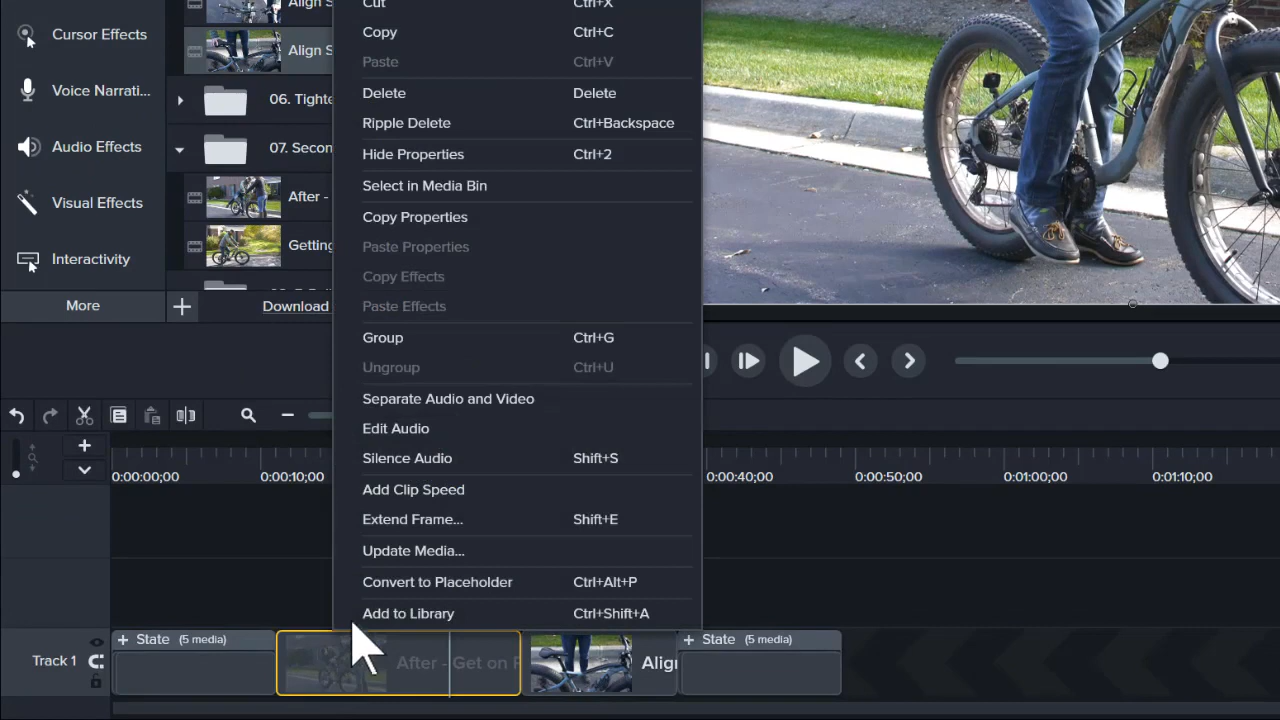 Cursor Effects
Voice Narrati...
Audio Effects
Visual Effects
Interactivity
More
Align S
Align S
06. Tighte
07. Secon
After -
Getting
Download
Cut Ctrl+X
Copy Ctrl+C
Paste Ctrl+V
Delete Delete
Ripple Delete Ctrl+Backspace
Hide Properties Ctrl+2
Select in Media Bin
Copy Properties
Paste Properties
Copy Effects
Paste Effects
Group Ctrl+G
Ungroup Ctrl+U
Separate Audio and Video
Edit Audio
Silence Audio Shift+S
Add Clip Speed
Extend Frame... Shift+E
Update Media...
Convert to Placeholder Ctrl+Alt+P
Add to Library Ctrl+Shift+A
0:00:00;00 0:00:10;00 0:00:40;00 0:00:50;00 0:01:00;00 0:01:10;00
Track 1
+ State (5 media)
After - Get on
Align
+ State (5 media)